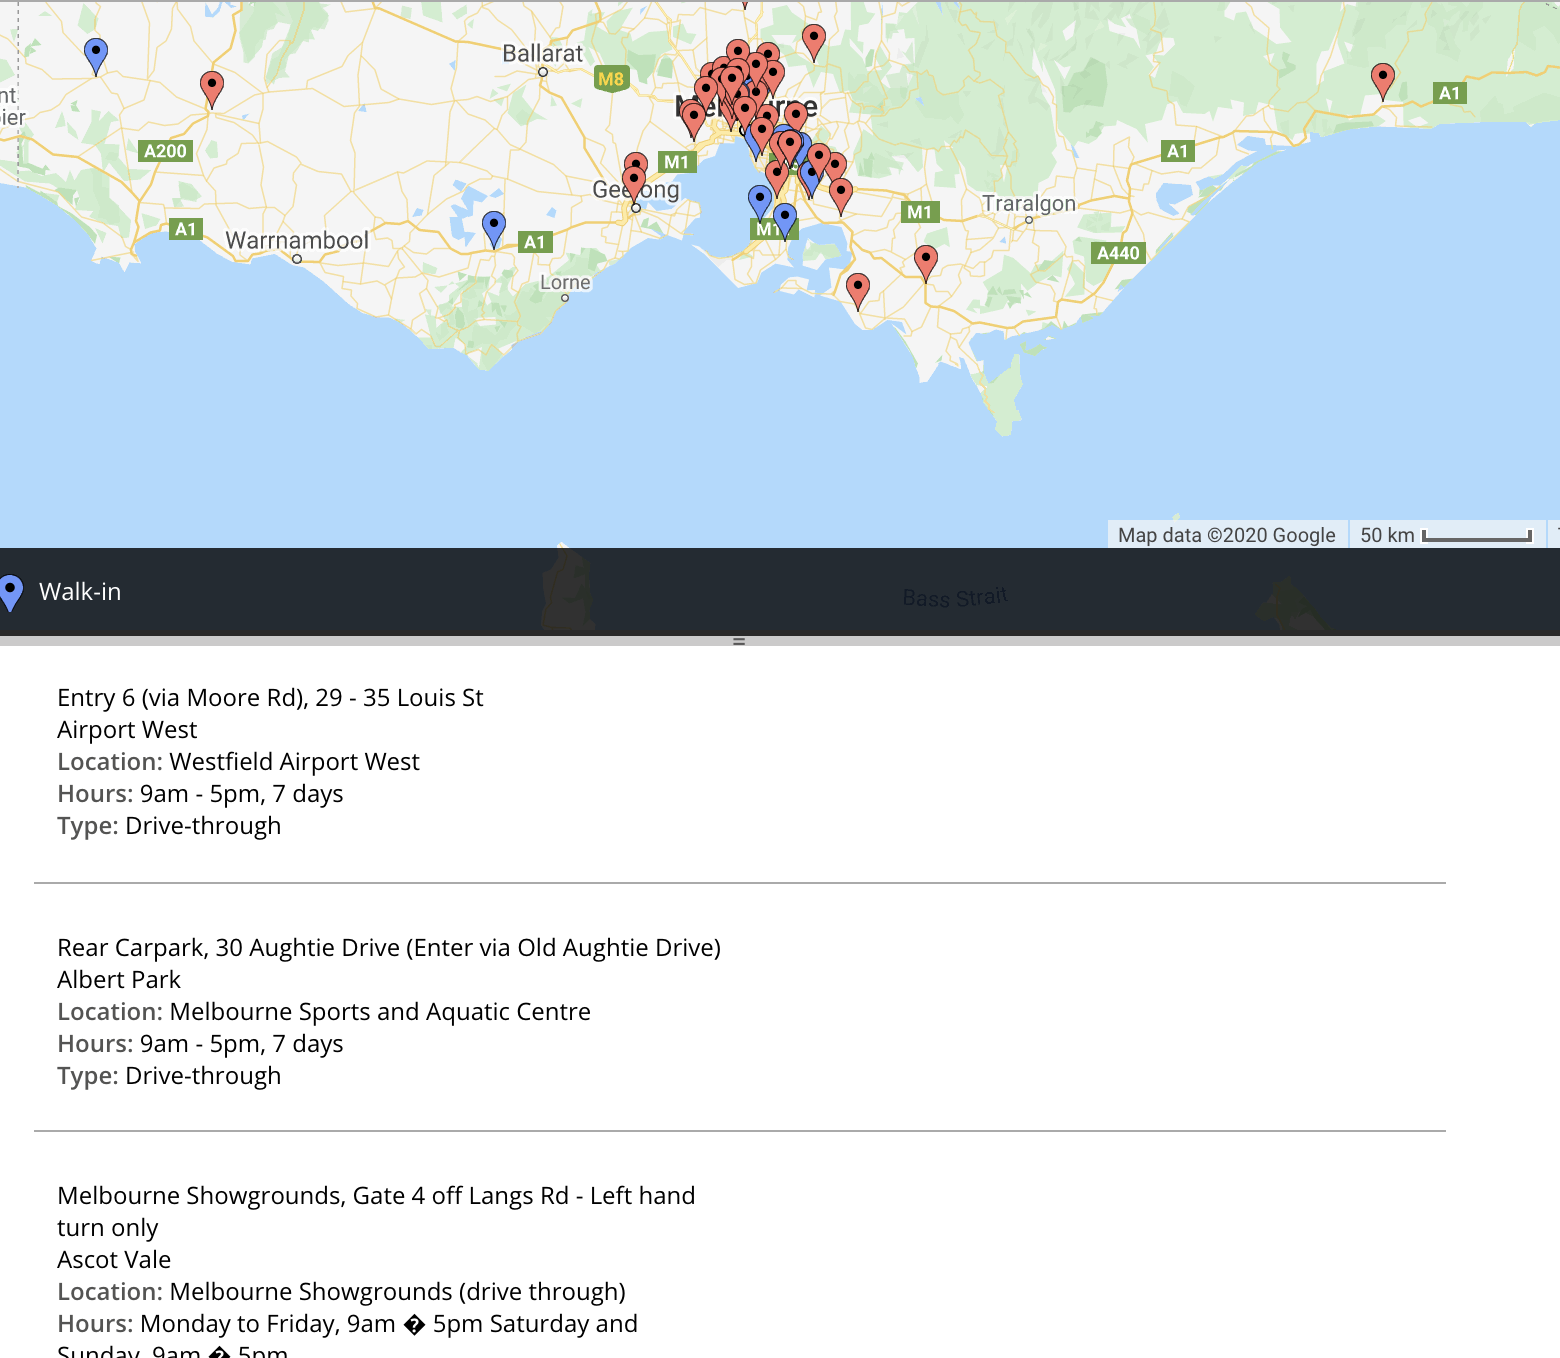 Ballarat
M8
A1
nt
ier
Melbourne
A200
M1
A1
Geelong
Traralgon
M1
A1
Warrnambool
A1
M1
A440
Lorne
Map data ©2020 Google
50 km
Walk-in
Bass Strait
=
Entry 6 (via Moore Rd), 29 - 35 Louis St
Airport West
Location: Westfield Airport West
Hours: 9am - 5pm, 7 days
Type: Drive-through
Rear Carpark, 30 Aughtie Drive (Enter via Old Aughtie Drive)
Albert Park
Location: Melbourne Sports and Aquatic Centre
Hours: 9am - 5pm, 7 days
Type: Drive-through
Melbourne Showgrounds, Gate 4 off Langs Rd - Left hand
turn only
Ascot Vale
Location: Melbourne Showgrounds (drive through)
Hours: Monday to Friday, 9am � 5pm Saturday and
Sunday, 9am � 5pm